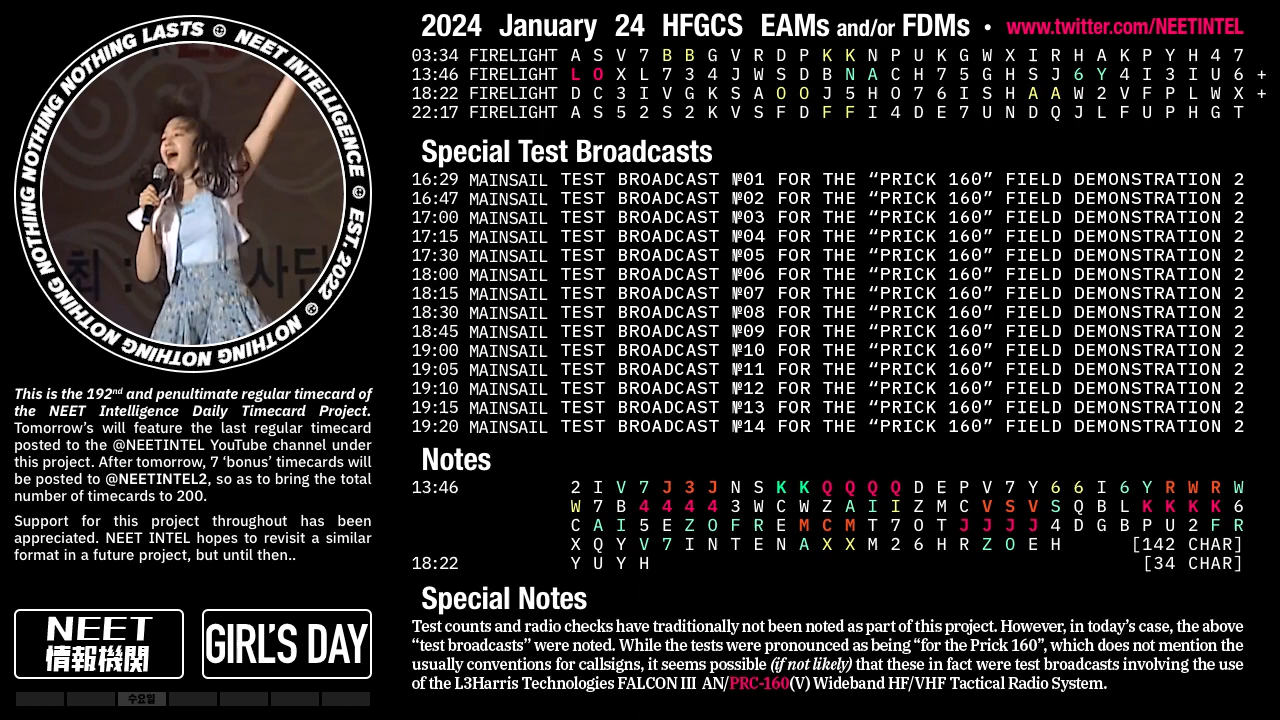 NEET INTELLIGENCE ☺ EST. 2022 ☺ NOTHING NOTHING NOTHING NOTHING NOTHING NOTHING LASTS ☺
최 : 사단
This is the 192nd and penultimate regular timecard of
the NEET Intelligence Daily Timecard Project.
Tomorrow's will feature the last regular timecard
posted to the @NEETINTEL YouTube channel under
this project. After tomorrow, 7 ‘bonus’ timecards will
be posted to @NEETINTEL2, so as to bring the total
number of timecards to 200.
Support for this project throughout has been
appreciated. NEET INTEL hopes to revisit a similar
format in a future project, but until then..
NEET
情報機関
GIRL'S DAY
수요일
2024 January 24 HFGCS EAMs and/or FDMs • www.twitter.com/NEETINTEL
03:34 FIRELIGHT A S V 7 B B G V R D P K K N P U K G W X I R H A K P Y H 4 7
13:46 FIRELIGHT L O X L 7 3 4 J W S D B N A C H 7 5 G H S J 6 Y 4 I 3 I U 6 +
18:22 FIRELIGHT D C 3 I V G K S A O O J 5 H O 7 6 I S H A A W 2 V F P L W X +
22:17 FIRELIGHT A S 5 2 S 2 K V S F D F F I 4 D E 7 U N D Q J L F U P H G T
Special Test Broadcasts
16:29 MAINSAIL TEST BROADCAST №01 FOR THE “PRICK 160” FIELD DEMONSTRATION 2
16:47 MAINSAIL TEST BROADCAST №02 FOR THE “PRICK 160” FIELD DEMONSTRATION 2
17:00 MAINSAIL TEST BROADCAST №03 FOR THE “PRICK 160” FIELD DEMONSTRATION 2
17:15 MAINSAIL TEST BROADCAST №04 FOR THE “PRICK 160” FIELD DEMONSTRATION 2
17:30 MAINSAIL TEST BROADCAST №05 FOR THE “PRICK 160” FIELD DEMONSTRATION 2
18:00 MAINSAIL TEST BROADCAST №06 FOR THE “PRICK 160” FIELD DEMONSTRATION 2
18:15 MAINSAIL TEST BROADCAST №07 FOR THE “PRICK 160” FIELD DEMONSTRATION 2
18:30 MAINSAIL TEST BROADCAST №08 FOR THE “PRICK 160” FIELD DEMONSTRATION 2
18:45 MAINSAIL TEST BROADCAST №09 FOR THE “PRICK 160” FIELD DEMONSTRATION 2
19:00 MAINSAIL TEST BROADCAST №10 FOR THE “PRICK 160” FIELD DEMONSTRATION 2
19:05 MAINSAIL TEST BROADCAST №11 FOR THE “PRICK 160” FIELD DEMONSTRATION 2
19:10 MAINSAIL TEST BROADCAST №12 FOR THE “PRICK 160” FIELD DEMONSTRATION 2
19:15 MAINSAIL TEST BROADCAST №13 FOR THE “PRICK 160” FIELD DEMONSTRATION 2
19:20 MAINSAIL TEST BROADCAST №14 FOR THE “PRICK 160” FIELD DEMONSTRATION 2
Notes
13:46 2 I V 7 J 3 J N S K K Q Q Q Q D E P V 7 Y 6 6 I 6 Y R W R W
W 7 B 4 4 4 4 3 W C W Z A I I Z M C V S V S Q B L K K K K 6
C A I 5 E Z O F R E M C M T 7 O T J J J J 4 D G B P U 2 F R
X Q Y V 7 I N T E N A X X M 2 6 H R Z O E H [142 CHAR]
18:22 Y U Y H [34 CHAR]
Special Notes
Test counts and radio checks have traditionally not been noted as part of this project. However, in today's case, the above
“test broadcasts” were noted. While the tests were pronounced as being “for the Prick 160”, which does not mention the
usually conventions for callsigns, it seems possible (if not likely) that these in fact were test broadcasts involving the use
of the L3Harris Technologies FALCON III AN/PRC-160(V) Wideband HF/VHF Tactical Radio System.